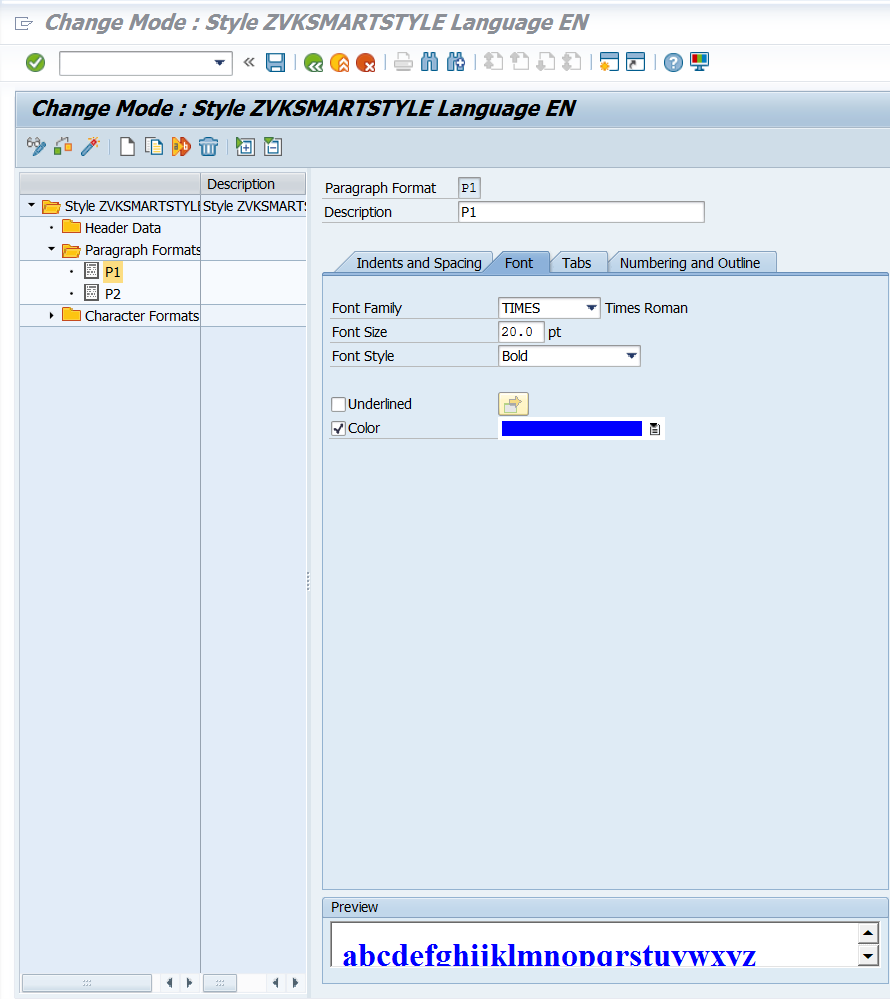 Change Mode : Style ZVKSMARTSTYLE Language EN
Change Mode : Style ZVKSMARTSTYLE Language EN
Description
Style ZVKSMARTSTYLE Style ZVKSMARTS
Header Data
Paragraph Formats
P1
P2
Character Formats
Paragraph Format P1
Description P1
Indents and Spacing Font Tabs Numbering and Outline
Font Family TIMES Times Roman
Font Size 20.0 pt
Font Style Bold
Underlined
Color
Preview
abcdefghijklmnopqrstuvwxyz